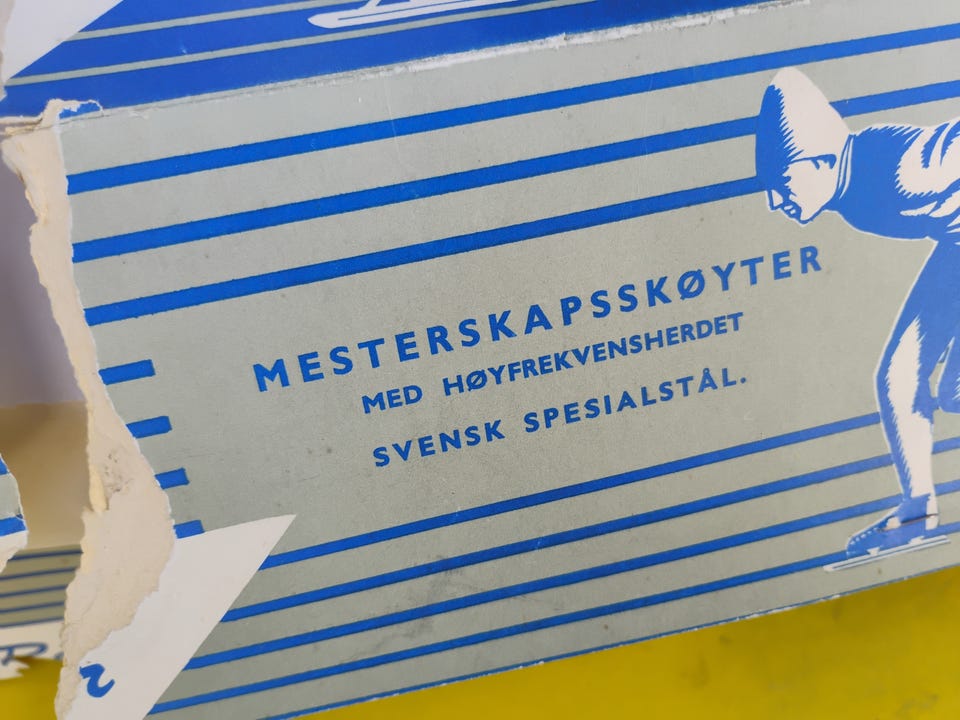 MESTERSKAPSSKØYTER
MED HØYFREKVENSHERDET
SVENSK SPESIALSTÅL.